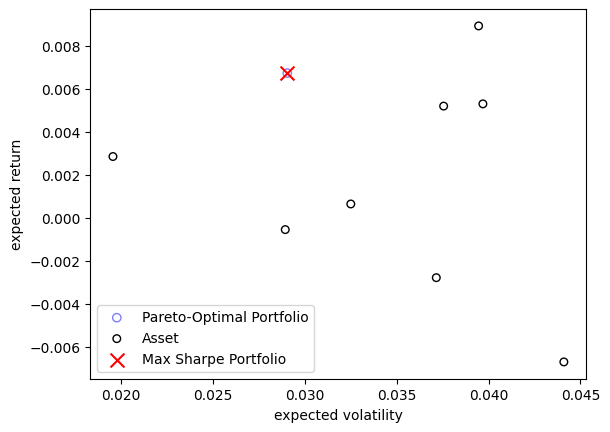 expected return
0.008
0.006
0.004
0.002
0.000
−0.002
−0.004
−0.006
Pareto-Optimal Portfolio
Asset
Max Sharpe Portfolio
0.020
0.025
0.030
0.035
0.040
0.045
expected volatility